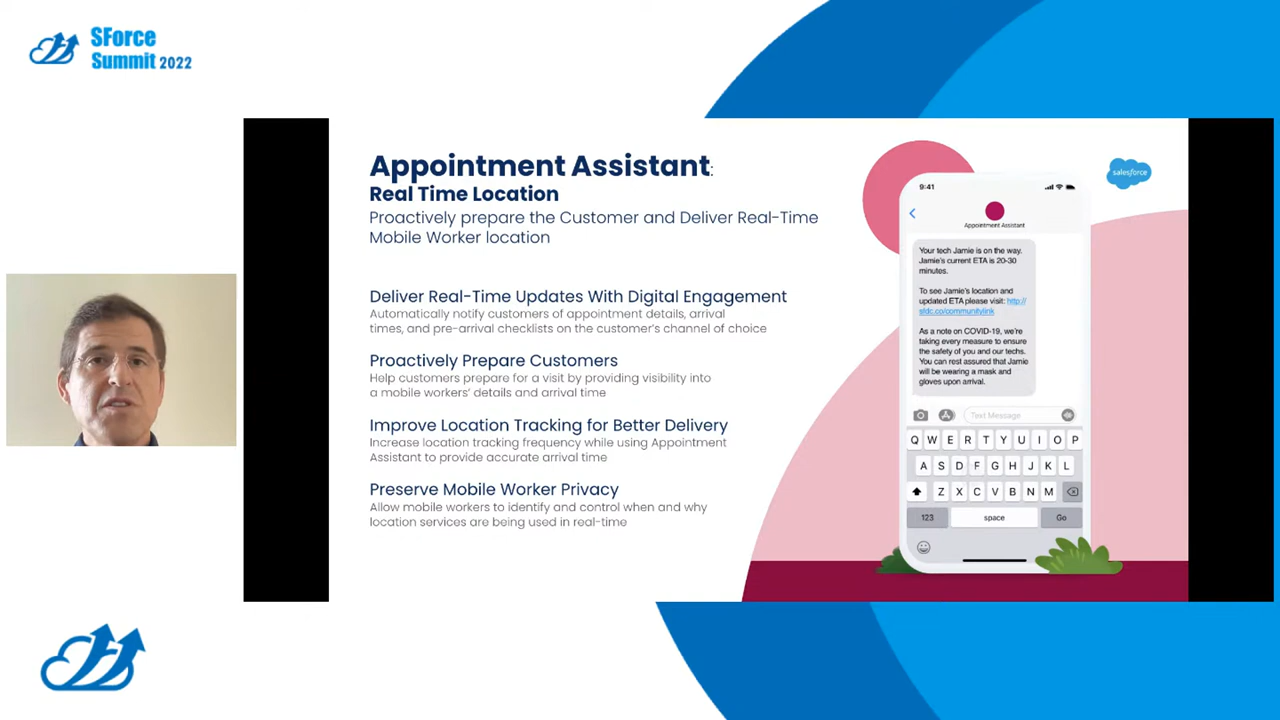 SForce
Summit 2022
Appointment Assistant:
Real Time Location
Proactively prepare the Customer and Deliver Real-Time
Mobile Worker location
Deliver Real-Time Updates With Digital Engagement
Automatically notify customers of appointment details, arrival
times, and pre-arrival checklists on the customer's channel of choice
Proactively Prepare Customers
Help customers prepare for a visit by providing visibility into
a mobile workers' details and arrival time
Improve Location Tracking for Better Delivery
Increase location tracking frequency while using Appointment
Assistant to provide accurate arrival time
Preserve Mobile Worker Privacy
Allow mobile workers to identify and control when and why
location services are being used in real-time
salesforce
9:41
Appointment Assistant
Your tech Jamie is on the way.
Jamie's current ETA is 20-30
minutes.
To see Jamie's location and
updated ETA please visit: http://
sfdc.co/communitylink
As a note on COVID-19, we're
taking every measure to ensure
the safety of you and our techs.
You can rest assured that Jamie
will be wearing a mask and
gloves upon arrival.
Text Message
Q W E R T Y U I O P
A S D F G H J K L
Z X C V B N M
123 space Go